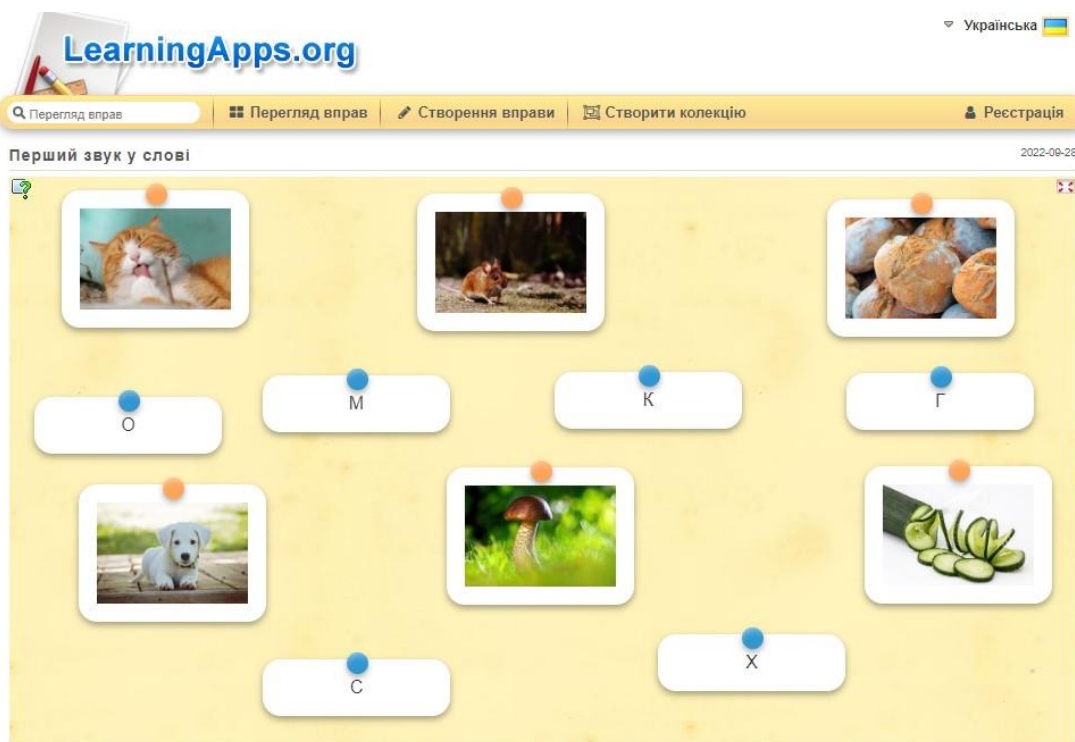 Українська
LearningApps.org
Перегляд вправ
Перегляд вправ
Створення вправи
Створити колекцію
Реєстрація
Перший звук у слові
2022-09-28
О
М
К
Г
С
Х